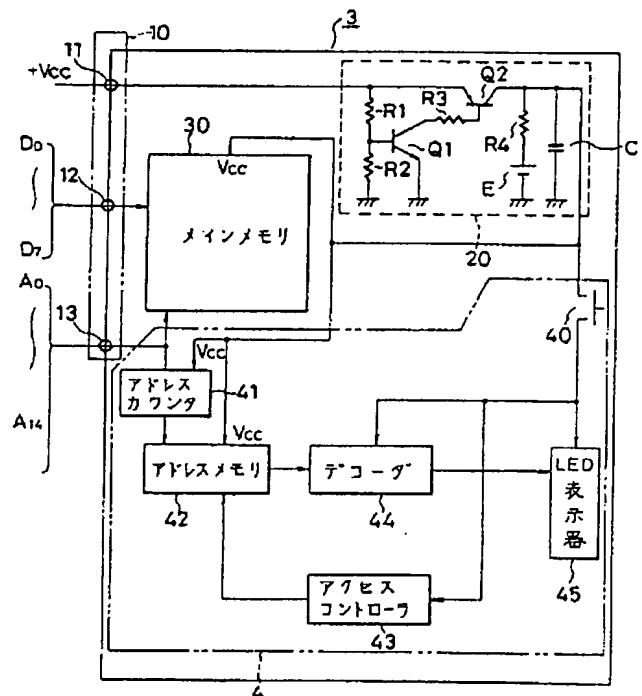 10
3
11
+Vcc
Q2
R3
R1
30
Q1
R4
C
Vcc
R2
E
D0
12
メインメモリ
20
D7
A0
13
40
Vcc
アドレス
カウンタ
41
A14
Vcc
アドレスメモリ
デコーダ
LED
表示器
42
44
アクセス
コントローラ
45
43
4